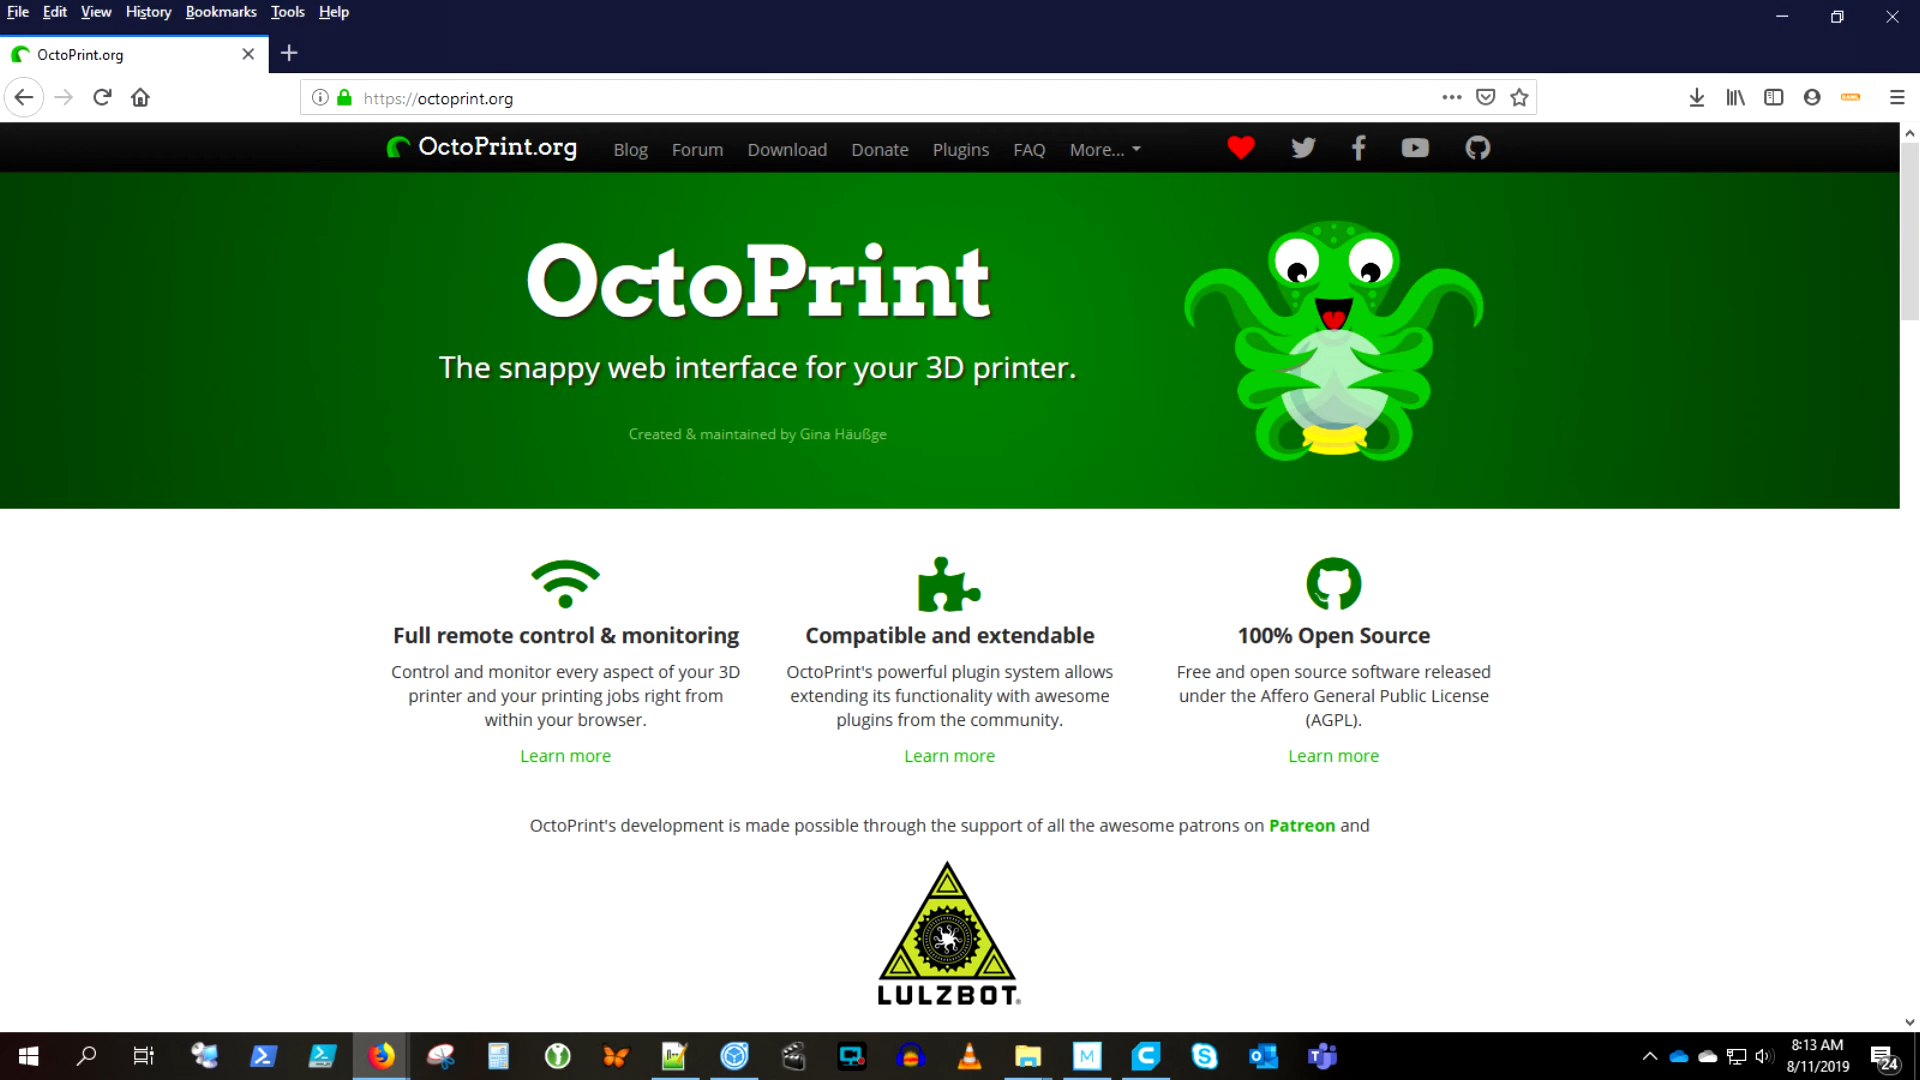 File Edit View History Bookmarks Tools Help
OctoPrint.org
https://octoprint.org
OctoPrint.org Blog Forum Download Donate Plugins FAQ More...
OctoPrint
The snappy web interface for your 3D printer.
Created & maintained by Gina Häußge
Full remote control & monitoring
Control and monitor every aspect of your 3D
printer and your printing jobs right from
within your browser.
Learn more
Compatible and extendable
OctoPrint's powerful plugin system allows
extending its functionality with awesome
plugins from the community.
Learn more
100% Open Source
Free and open source software released
under the Affero General Public License
(AGPL).
Learn more
OctoPrint's development is made possible through the support of all the awesome patrons on Patreon and
LULZBOT®
8:13 AM
8/11/2019
24